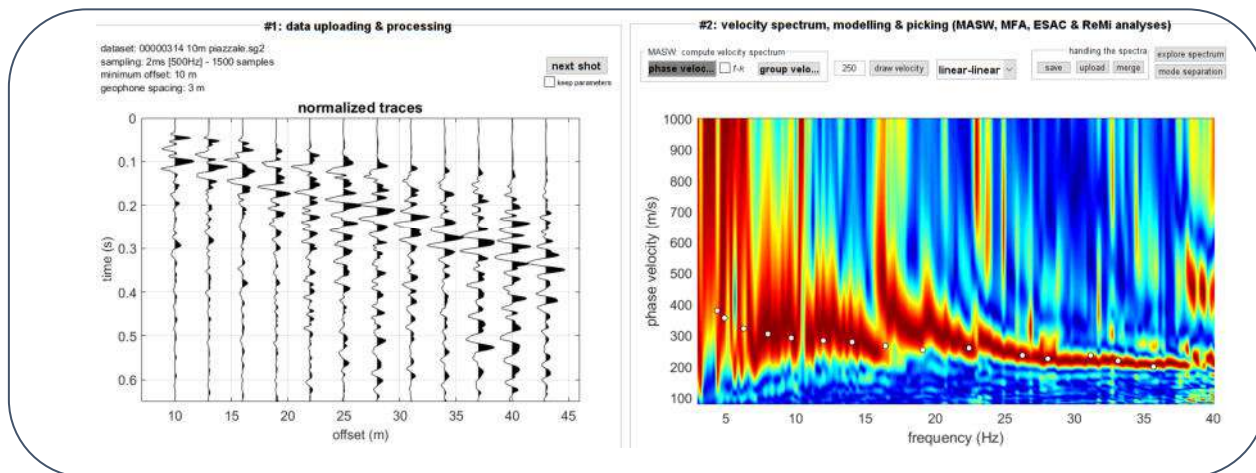 #1: data uploading & processing
dataset: 00000314 10m piazzale.sg2
sampling: 2ms [500Hz] - 1500 samples
minimum offset: 10 m
geophone spacing: 3 m
next shot
keep parameters
normalized traces
0
0.1
0.2
0.3
0.4
0.5
0.6
time (s)
10 15 20 25 30 35 40 45
offset (m)
#2: velocity spectrum, modelling & picking (MASW, MFA, ESAC & ReMi analyses)
MASW compute velocity spectrum
phase veloc... f-k group velo...
250 draw velocity
linear-linear
handing the spectra
save upload merge
explore spectrum
mode separation
1000
900
800
700
600
500
400
300
200
100
phase velocity (m/s)
5 10 15 20 25 30 35 40
frequency (Hz)